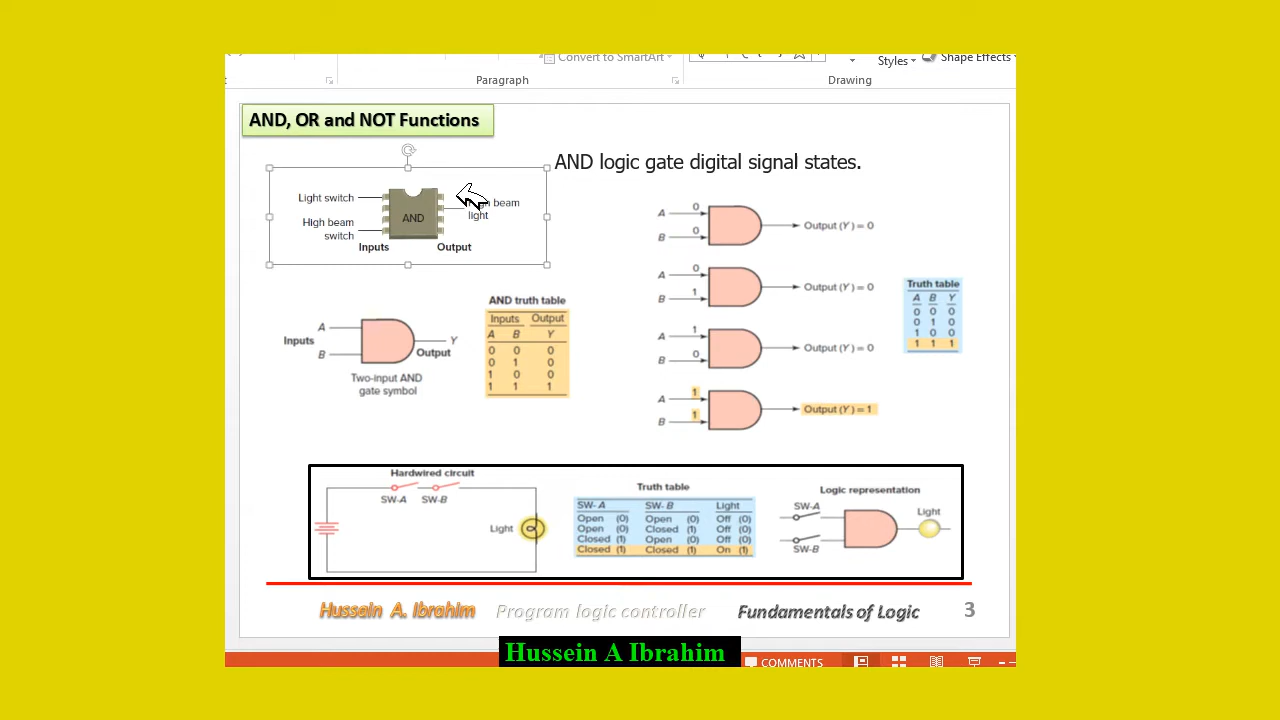 Convert to SmartArt
Styles
Shape Effects
Paragraph
Drawing
AND, OR and NOT Functions
AND logic gate digital signal states.
Light switch
High beam
switch
Inputs
AND
beam
light
Output
AND truth table
Inputs Output
A B Y
0 0 0
0 1 0
1 0 0
1 1 1
Inputs
A
B
Y
Output
Two-input AND
gate symbol
A 0
B 0
Output (Y) = 0
A 0
B 1
Output (Y) = 0
A 1
B 0
Output (Y) = 0
A 1
B 1
Output (Y) = 1
Truth table
A B Y
0 0 0
0 1 0
1 0 0
1 1 1
Hardwired circuit
SW-A SW-B
Light
Truth table
SW-A SW-B Light
Open (0) Open (0) Off (0)
Open (0) Closed (1) Off (0)
Closed (1) Open (0) Off (0)
Closed (1) Closed (1) On (1)
Logic representation
SW-A
SW-B
Light
Hussein A. Ibrahim Program logic controller Fundamentals of Logic 3
Hussein A Ibrahim
COMMENTS